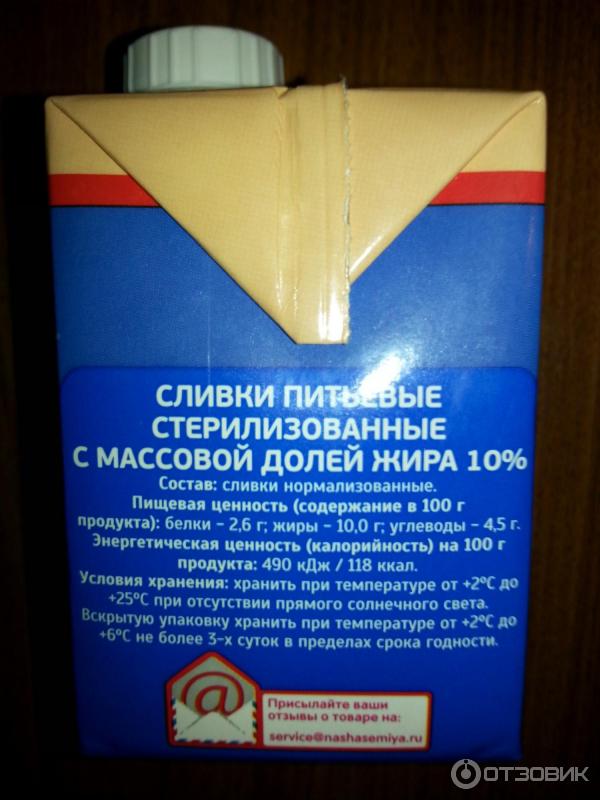 СЛИВКИ ПИТЬЕВЫЕ
СТЕРИЛИЗОВАННЫЕ
С МАССОВОЙ ДОЛЕЙ ЖИРА 10%
Состав: сливки нормализованные.
Пищевая ценность (содержание в 100 г
продукта): белки – 2,6 г; жиры – 10,0 г; углеводы – 4,5 г.
Энергетическая ценность (калорийность) на 100 г
продукта: 490 кДж / 118 ккал.
Условия хранения: хранить при температуре от +2°С до
+25°С при отсутствии прямого солнечного света.
Вскрытую упаковку хранить при температуре от +2°С до
+6°С не более 3-х суток в пределах срока годности.
@
Присылайте ваши
отзывы о товаре на:
service@nashasemiya.ru
ОТЗОВИК